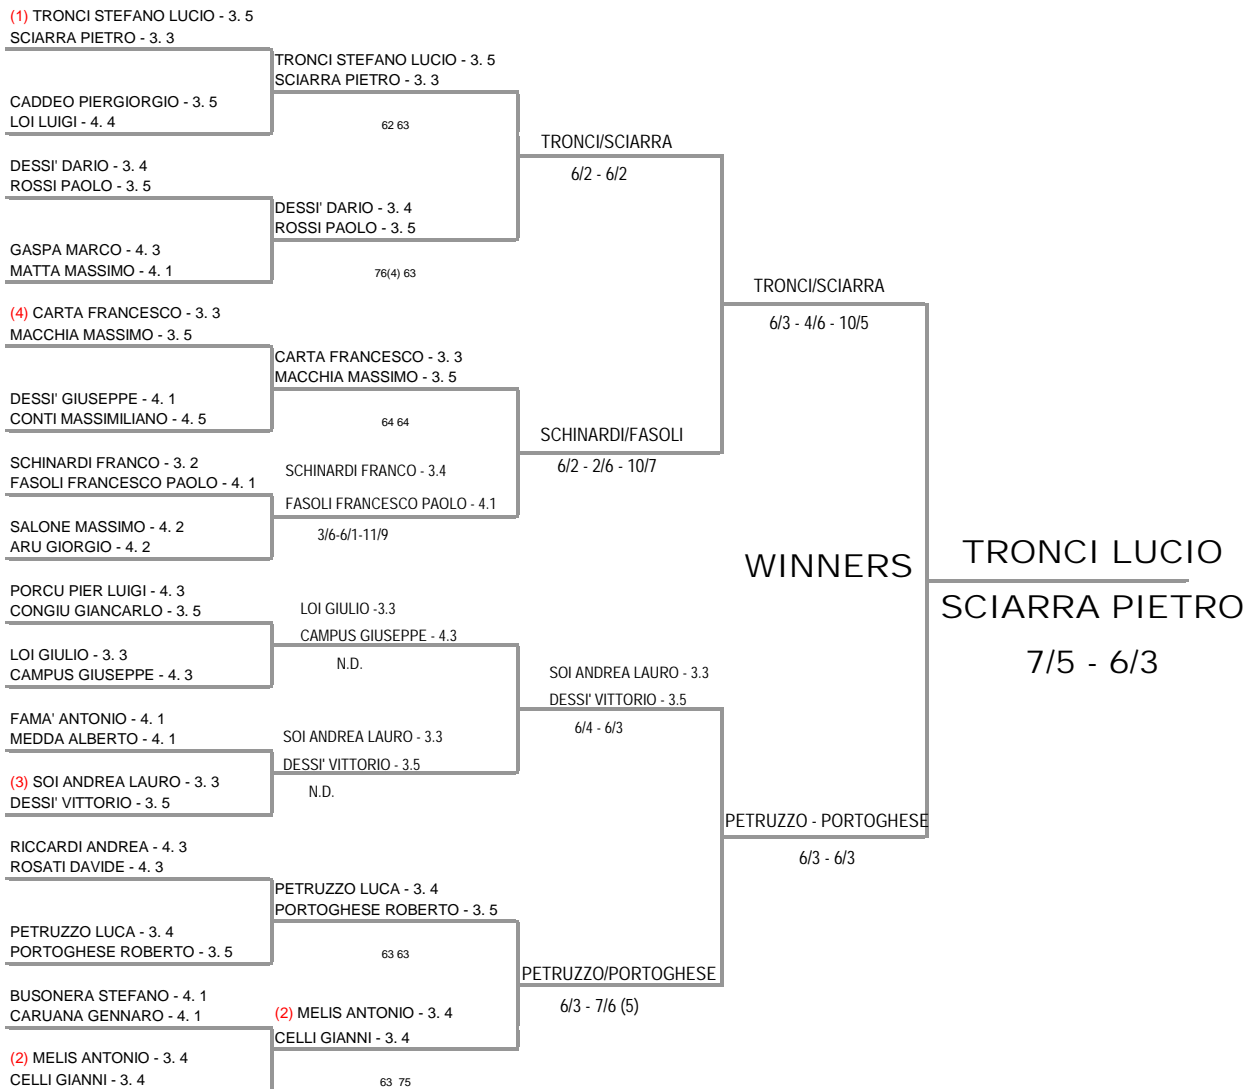 (1) TRONCI STEFANO LUCIO - 3. 5
SCIARRA PIETRO - 3. 3
TRONCI STEFANO LUCIO - 3. 5
SCIARRA PIETRO - 3. 3
CADDEO PIERGIORGIO - 3. 5
LOI LUIGI - 4. 4
62 63
TRONCI/SCIARRA
6/2 - 6/2
DESSI' DARIO - 3. 4
ROSSI PAOLO - 3. 5
DESSI' DARIO - 3. 4
ROSSI PAOLO - 3. 5
GASPA MARCO - 4. 3
MATTA MASSIMO - 4. 1
76(4) 63
TRONCI/SCIARRA
6/3 - 4/6 - 10/5
(4) CARTA FRANCESCO - 3. 3
MACCHIA MASSIMO - 3. 5
CARTA FRANCESCO - 3. 3
MACCHIA MASSIMO - 3. 5
DESSI' GIUSEPPE - 4. 1
CONTI MASSIMILIANO - 4. 5
64 64
SCHINARDI/FASOLI
6/2 - 2/6 - 10/7
SCHINARDI FRANCO - 3. 2
FASOLI FRANCESCO PAOLO - 4. 1
SCHINARDI FRANCO - 3.4
FASOLI FRANCESCO PAOLO - 4.1
SALONE MASSIMO - 4. 2
ARU GIORGIO - 4. 2
3/6-6/1-11/9
WINNERS
TRONCI LUCIO
SCIARRA PIETRO
7/5 - 6/3
PORCU PIER LUIGI - 4. 3
CONGIU GIANCARLO - 3. 5
LOI GIULIO -3.3
CAMPUS GIUSEPPE - 4.3
N.D.
LOI GIULIO - 3. 3
CAMPUS GIUSEPPE - 4. 3
SOI ANDREA LAURO - 3.3
DESSI' VITTORIO - 3.5
6/4 - 6/3
FAMA' ANTONIO - 4. 1
MEDDA ALBERTO - 4. 1
SOI ANDREA LAURO - 3.3
DESSI' VITTORIO - 3.5
N.D.
(3) SOI ANDREA LAURO - 3. 3
DESSI' VITTORIO - 3. 5
PETRUZZO - PORTOGHESE
6/3 - 6/3
RICCARDI ANDREA - 4. 3
ROSATI DAVIDE - 4. 3
PETRUZZO LUCA - 3. 4
PORTOGHESE ROBERTO - 3. 5
PETRUZZO LUCA - 3. 4
PORTOGHESE ROBERTO - 3. 5
63 63
PETRUZZO/PORTOGHESE
6/3 - 7/6 (5)
BUSONERA STEFANO - 4. 1
CARUANA GENNARO - 4. 1
(2) MELIS ANTONIO - 3. 4
CELLI GIANNI - 3. 4
(2) MELIS ANTONIO - 3. 4
CELLI GIANNI - 3. 4
63 75